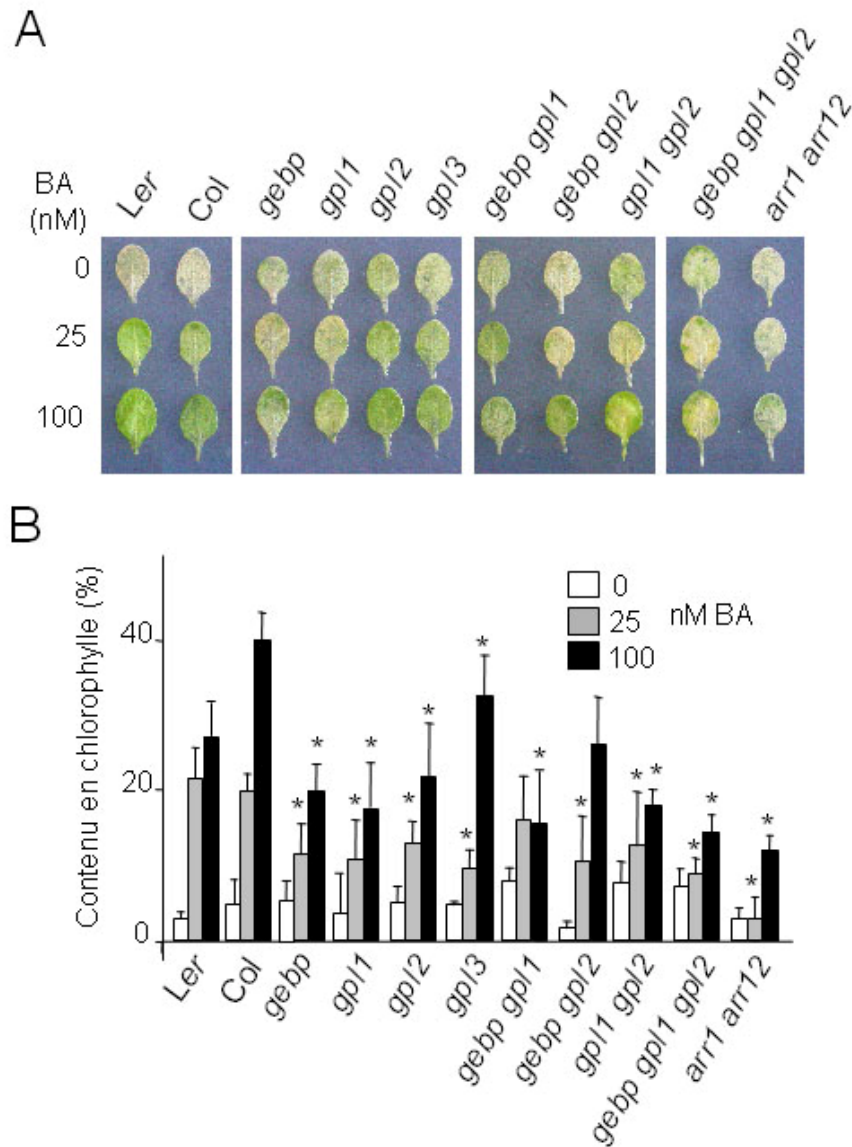 A
BA
(nM)
Ler
Col
gebp
gpl1
gpl2
gpl3
gebp gpl1
gebp gpl2
gpl1 gpl2
gebp gpl1 gpl2
arr1 arr12
0
25
100
B
Contenu en chlorophylle (%)
40
20
0
0
25
100
nM BA
* * * * * * * * * * * * * * * *
Ler
Col
gebp
gpl1
gpl2
gpl3
gebp gpl1
gebp gpl2
gpl1 gpl2
gebp gpl1 gpl2
arr1 arr12